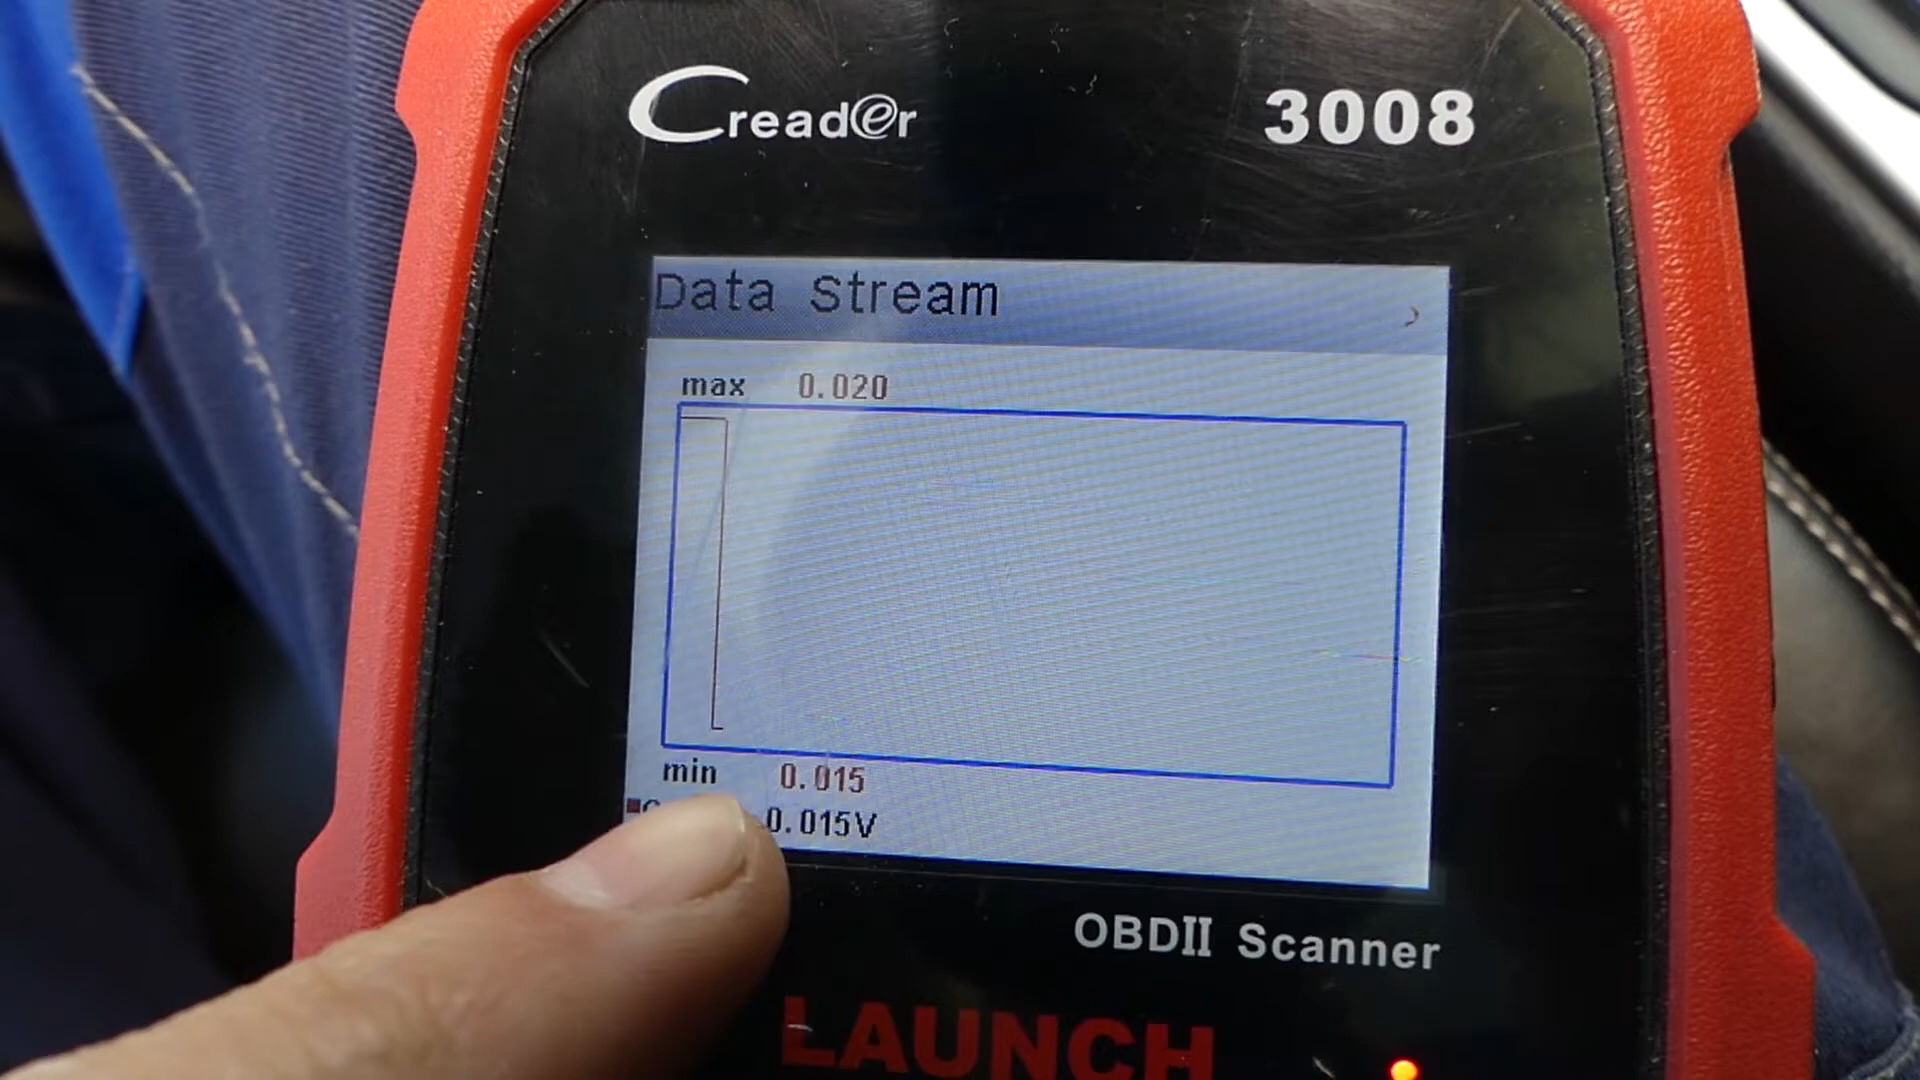 Creader 3008
Data Stream
max 0.020
min 0.015
0.015V
OBDII Scanner
LAUNCH